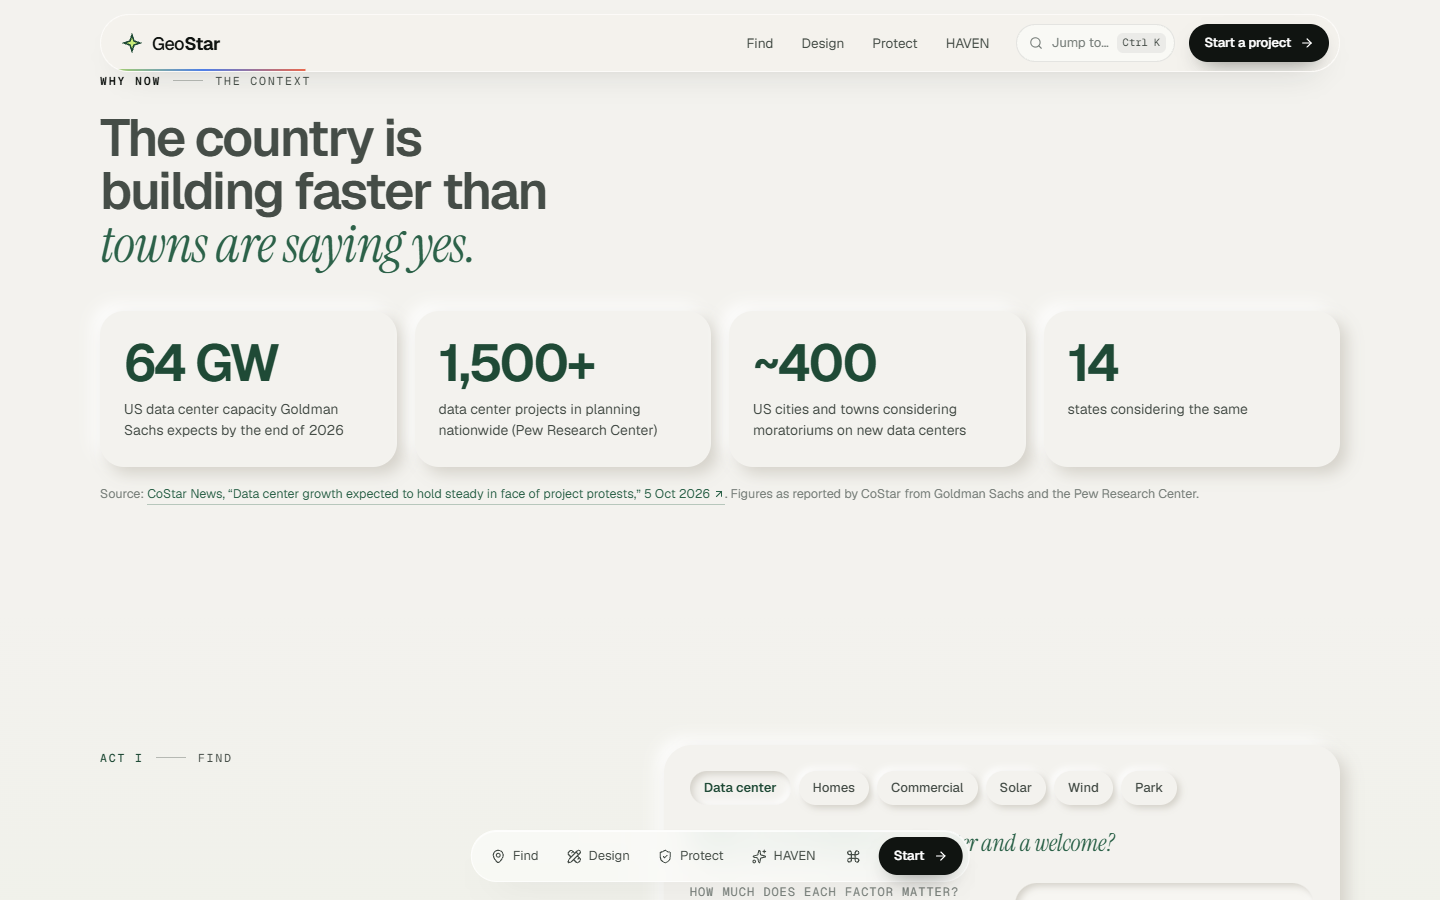 GeoStar
Find
Design
Protect
HAVEN
Jump to…
Ctrl K
Start a project
WHY NOW
THE CONTEXT
The country is
building faster than
towns are saying yes.
64 GW
US data center capacity Goldman
Sachs expects by the end of 2026
1,500+
data center projects in planning
nationwide (Pew Research Center)
~400
US cities and towns considering
moratoriums on new data centers
14
states considering the same
Source: CoStar News, “Data center growth expected to hold steady in face of project protests,” 5 Oct 2026 ↗. Figures as reported by CoStar from Goldman Sachs and the Pew Research Center.
ACT I
FIND
Data center
Homes
Commercial
Solar
Wind
Park
and a welcome?
Find
Design
Protect
HAVEN
⌘
Start
HOW MUCH DOES EACH FACTOR MATTER?